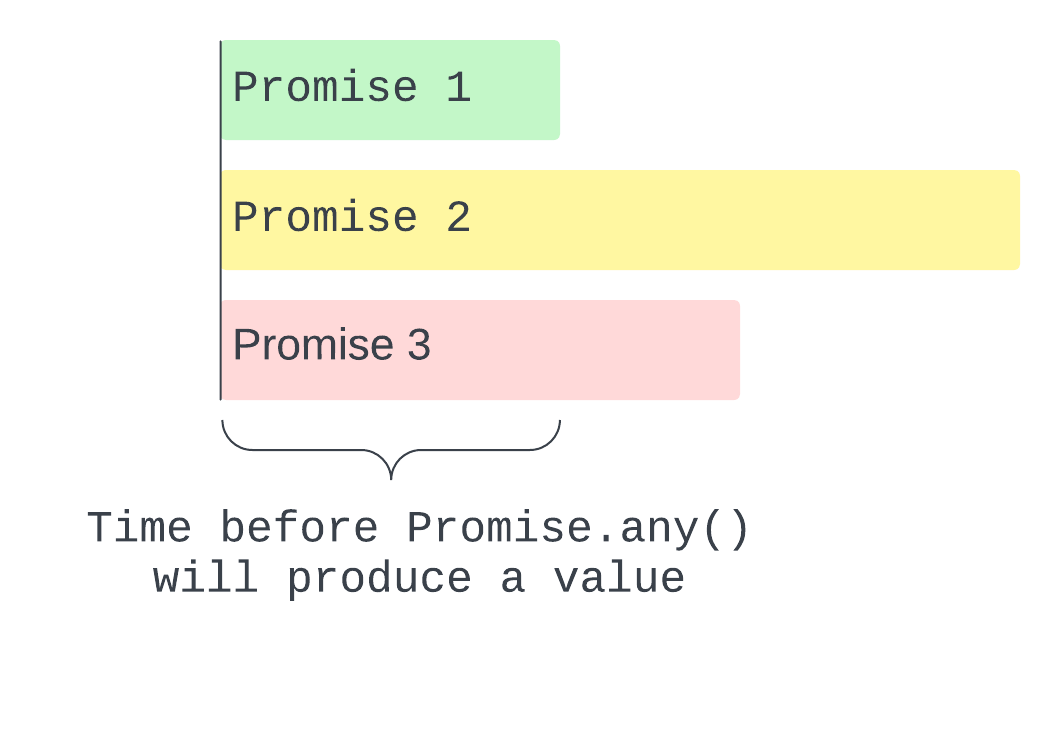 Promise 1
Promise 2
Promise 3
Time before Promise.any()
will produce a value